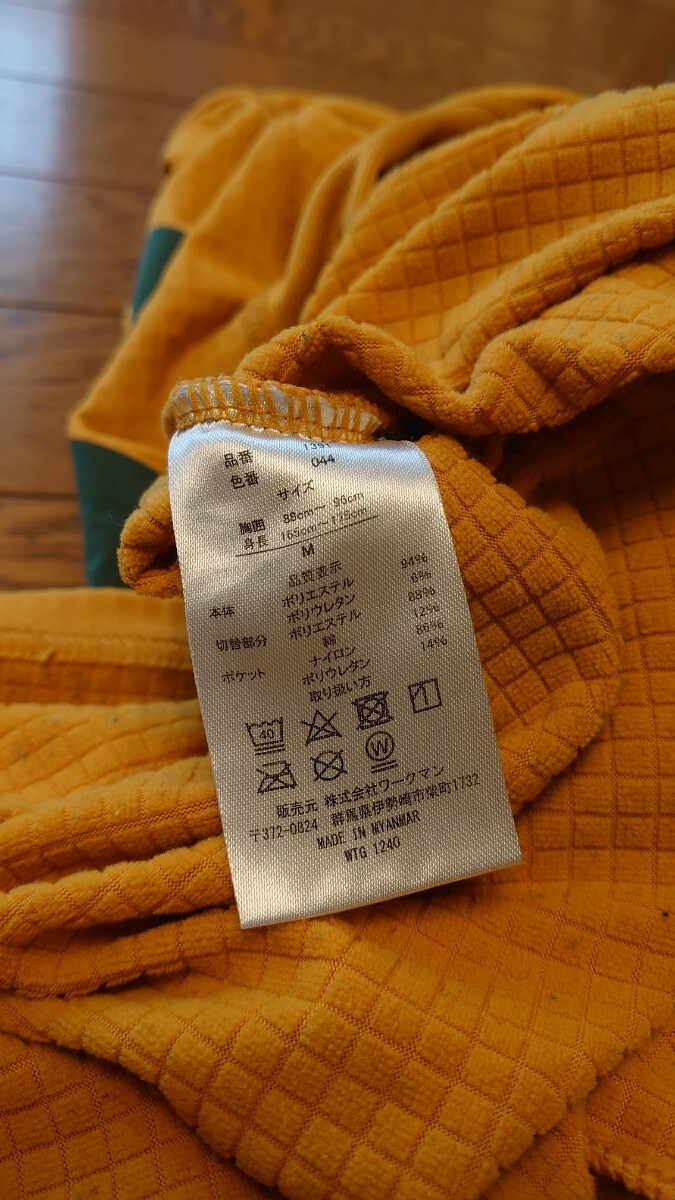 品番
色番 044
サイズ
胸囲 88cm～ 96cm
身長 165cm～ 175cm
M
品質表示
本体 ポリエステル 94%
ポリウレタン 6%
切替部分 ポリエステル 88%
綿 12%
ポケット ナイロン 86%
ポリウレタン 14%
取り扱い方
40
W
販売元 株式会社ワークマン
〒372-0824 群馬県伊勢崎市柴町1732
MADE IN MYANMAR
WTG 1240